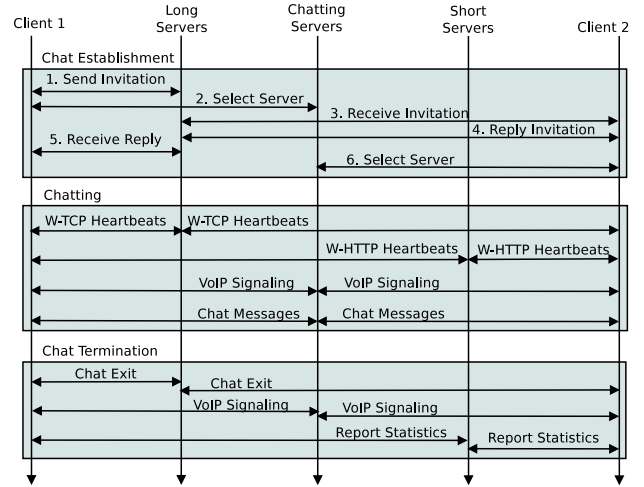 Client 1
Long
Servers
Chatting
Servers
Short
Servers
Client 2
Chat Establishment
1. Send Invitation
2. Select Server
3. Receive Invitation
4. Reply Invitation
5. Receive Reply
6. Select Server
Chatting
W-TCP Heartbeats
W-TCP Heartbeats
W-HTTP Heartbeats
W-HTTP Heartbeats
VoIP Signaling
VoIP Signaling
Chat Messages
Chat Messages
Chat Termination
Chat Exit
Chat Exit
VoIP Signaling
VoIP Signaling
Report Statistics
Report Statistics